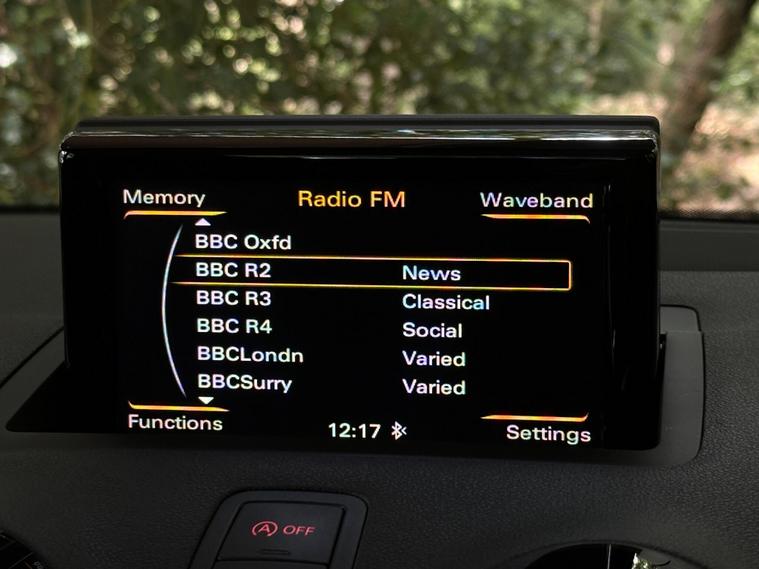 Memory Radio FM Waveband
BBC Oxfd
BBC R2 News
BBC R3 Classical
BBC R4 Social
BBCLondn Varied
BBCSurry Varied
Functions 12:17 Settings
A OFF